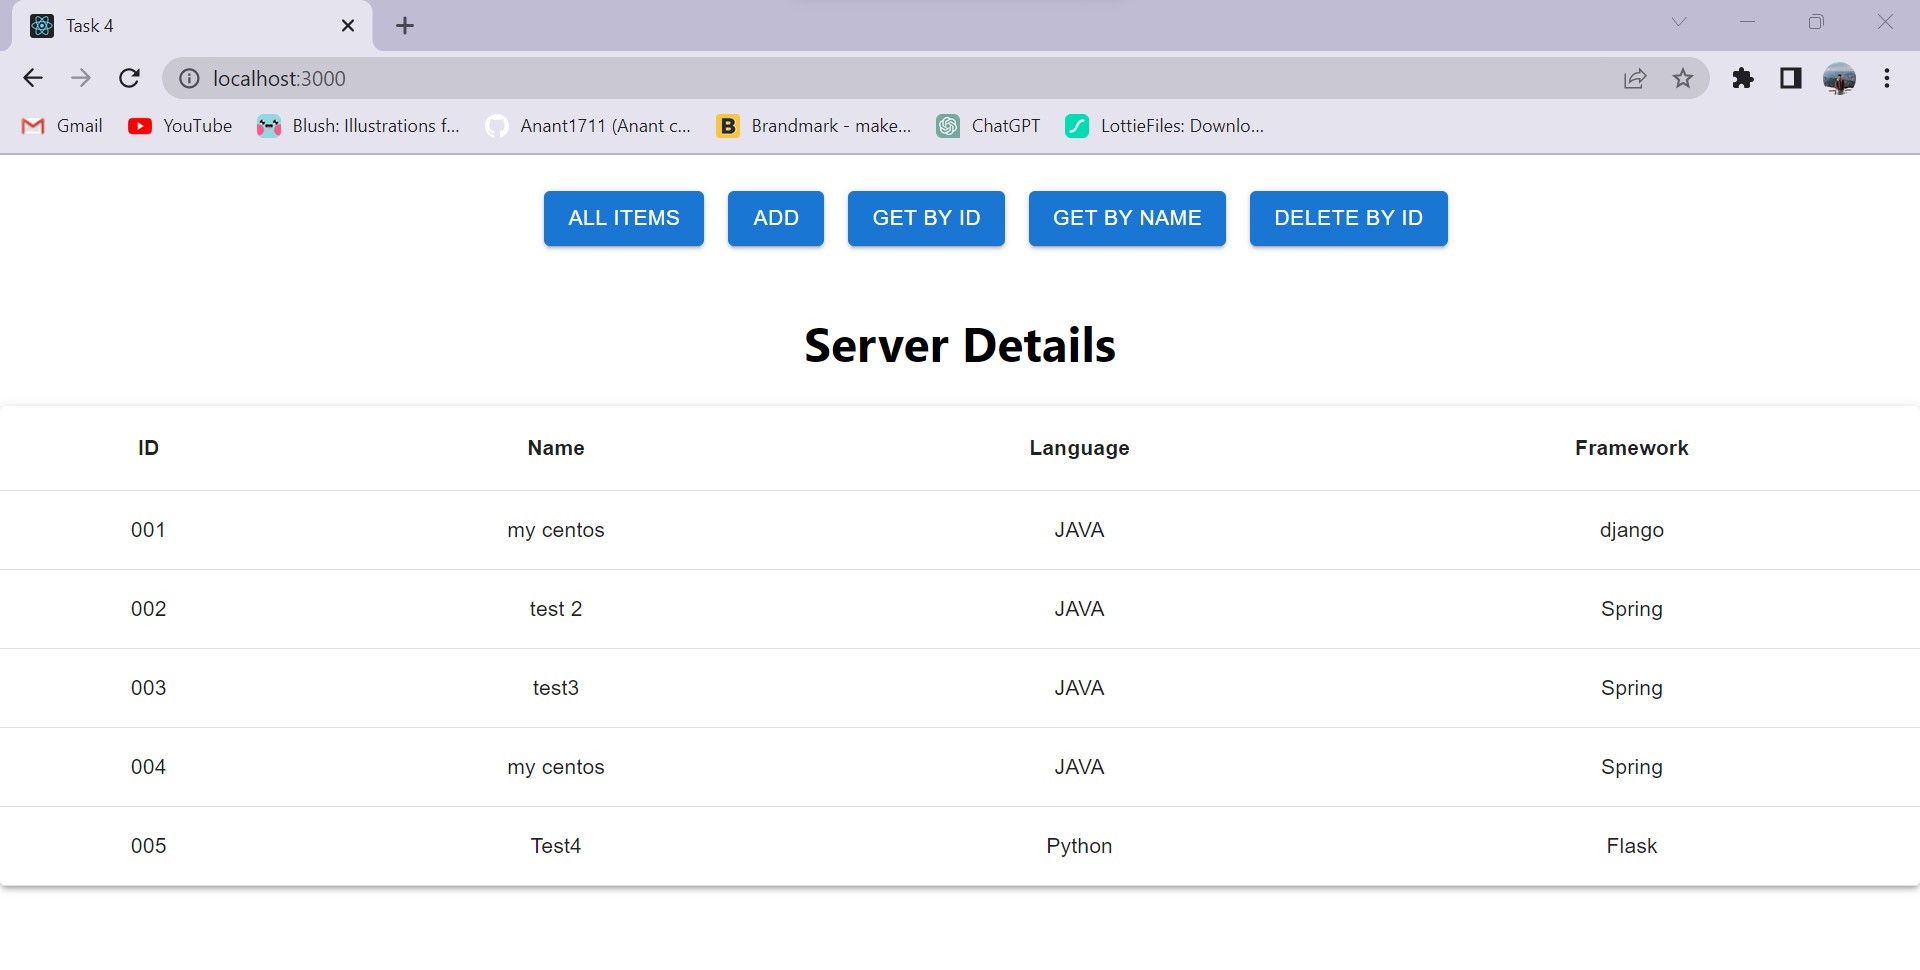 Task 4
localhost:3000
Gmail YouTube Blush: Illustrations f... Anant1711 (Anant c... Brandmark - make... ChatGPT LottieFiles: Downlo...
ALL ITEMS ADD GET BY ID GET BY NAME DELETE BY ID
Server Details
ID Name Language Framework
001 my centos JAVA django
002 test 2 JAVA Spring
003 test3 JAVA Spring
004 my centos JAVA Spring
005 Test4 Python Flask